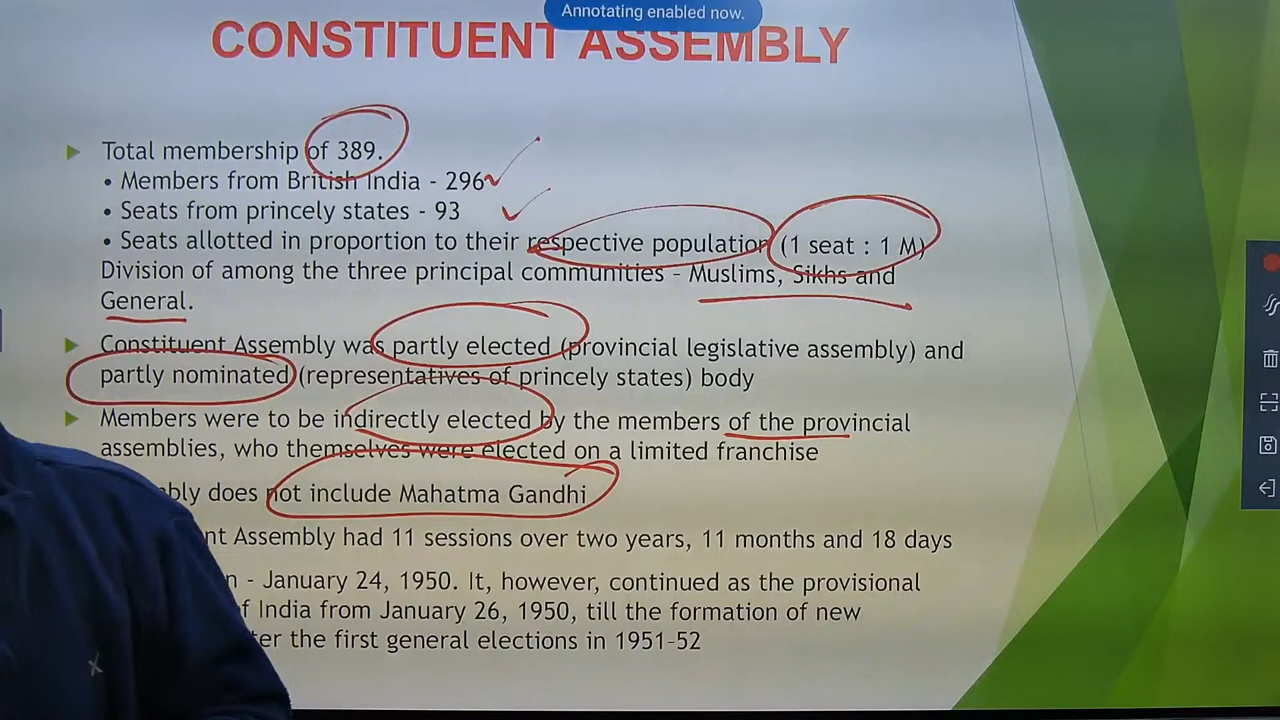 Annotating enabled now.
CONSTITUENT ASSEMBLY
Total membership of 389.
• Members from British India - 296
• Seats from princely states - 93
• Seats allotted in proportion to their respective population (1 seat : 1 M)
Division of among the three principal communities - Muslims, Sikhs and
General.
Constituent Assembly was partly elected (provincial legislative assembly) and
partly nominated (representatives of princely states) body
Members were to be indirectly elected by the members of the provincial
assemblies, who themselves were elected on a limited franchise
does not include Mahatma Gandhi
Assembly had 11 sessions over two years, 11 months and 18 days
- January 24, 1950. It, however, continued as the provisional
of India from January 26, 1950, till the formation of new
the first general elections in 1951-52